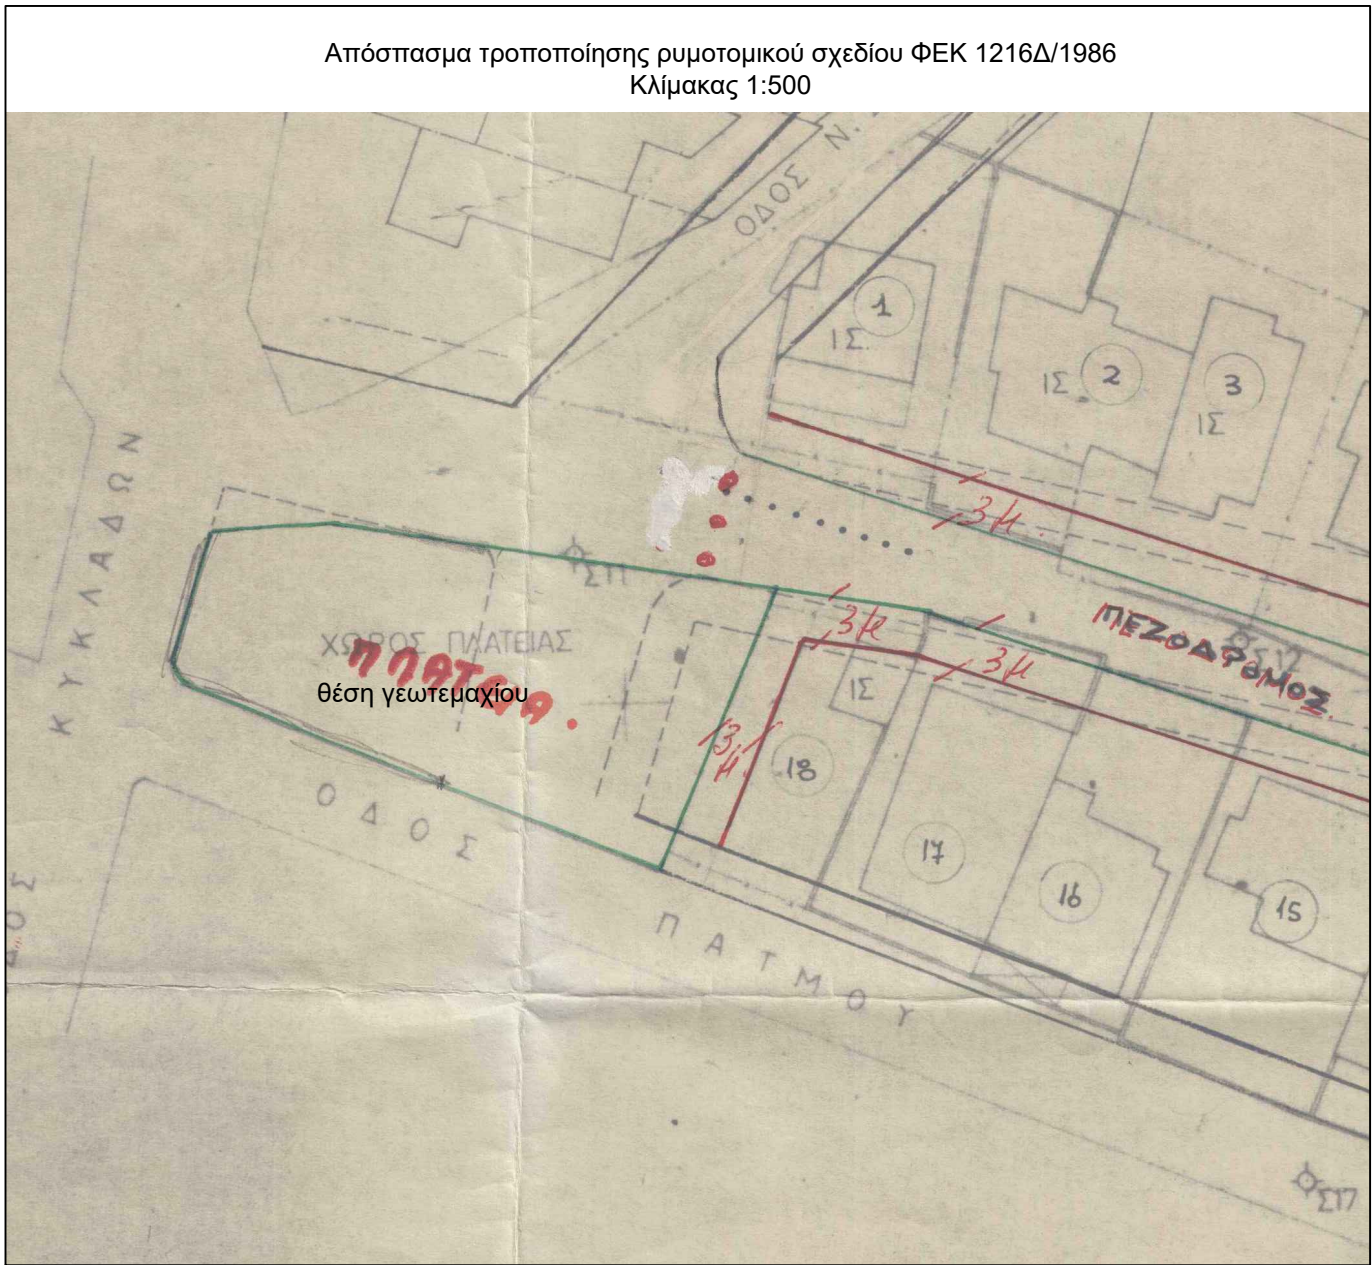 Απόσπασμα τροποποίησης ρυμοτομικού σχεδίου ΦΕΚ 1216Δ/1986
Κλίμακας 1:500
ΟΔΟΣ Ν.
1
ΙΣ.
2
ΙΣ.
3
ΙΣ
ΚΥΚΛΑΔΩΝ
3μ.
Σ11
ΧΩΡΟΣ ΠΛΑΤΕΙΑΣ
θέση γεωτεμαχίου
3μ
3μ
ΠΕΖΟΔΡΟΜΟΣ
Σ12
ΙΣ
3μ.
18
17
16
15
ΟΔΟΣ
ΠΑΤΜΟΥ
Σ17